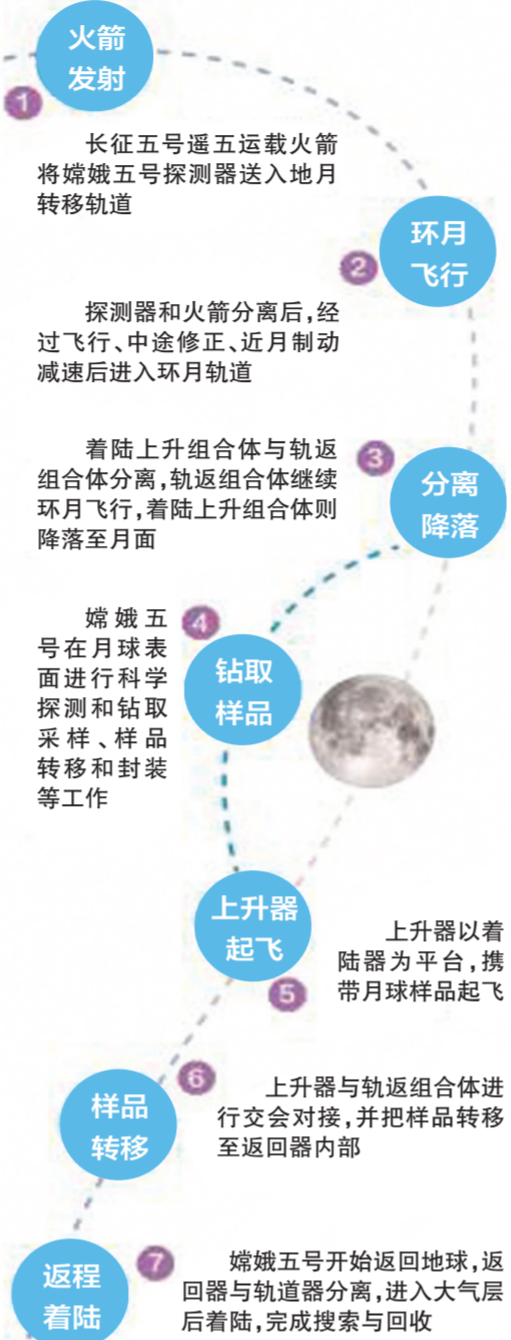 火箭
发射
1
长征五号遥五运载火箭
将嫦娥五号探测器送入地月
转移轨道
环月
飞行
2
探测器和火箭分离后,经
过飞行、中途修正、近月制动
减速后进入环月轨道
3
着陆上升组合体与轨返
组合体分离,轨返组合体继续
环月飞行,着陆上升组合体则
降落至月面
分离
降落
4
嫦娥五
号在月球表
面进行科学
探测和钻取
采样、样品
转移和封装
等工作
钻取
样品
上升器
起飞
5
上升器以着
陆器为平台,携
带月球样品起飞
6
样品
转移
上升器与轨返组合体进
行交会对接,并把样品转移
至返回器内部
7
返程
着陆
嫦娥五号开始返回地球,返
回器与轨道器分离,进入大气层
后着陆,完成搜索与回收